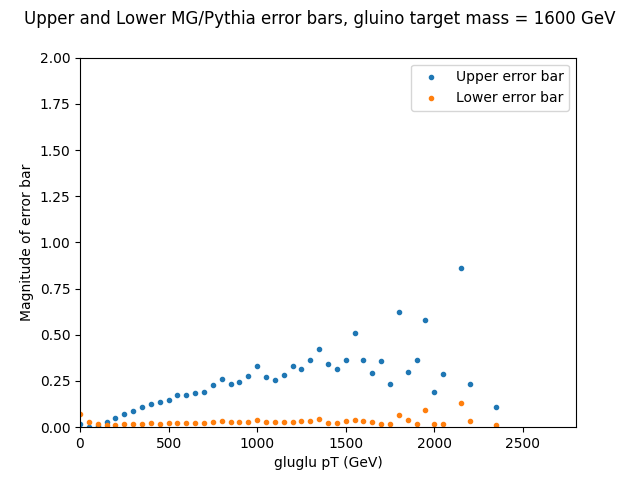 Upper and Lower MG/Pythia error bars, gluino target mass = 1600 GeV
2.00
1.75
1.50
1.25
1.00
0.75
0.50
0.25
0.00
Magnitude of error bar
Upper error bar
Lower error bar
0 500 1000 1500 2000 2500
gluglu pT (GeV)